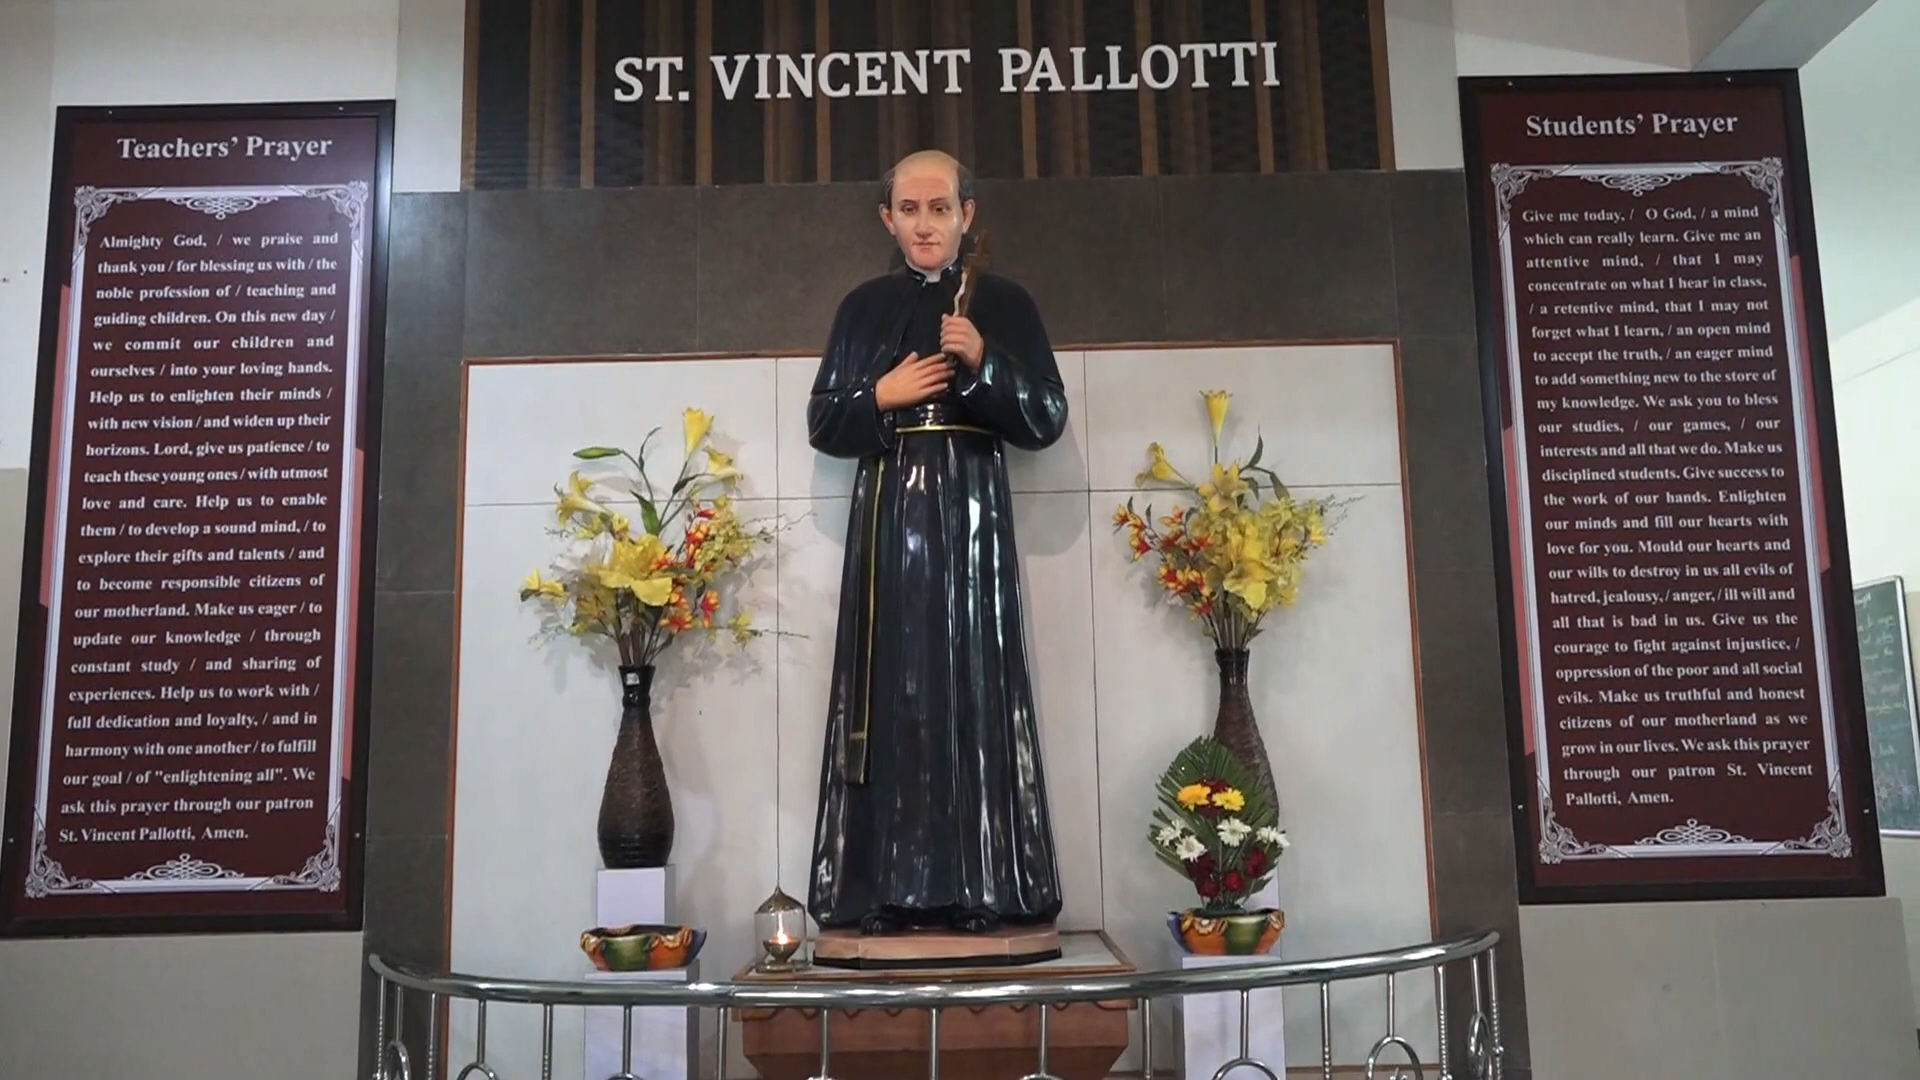 ST. VINCENT PALLOTTI
Teachers' Prayer
Almighty God, / we praise and
thank you / for blessing us with / the
noble profession of / teaching and
guiding children. On this new day /
we commit our children and
ourselves / into your loving hands.
Help us to enlighten their minds /
with new vision / and widen up their
horizons. Lord, give us patience / to
teach these young ones / with utmost
love and care. Help us to enable
them / to develop a sound mind, / to
explore their gifts and talents / and
to become responsible citizens of
our motherland. Make us eager / to
update our knowledge / through
constant study / and sharing of
experiences. Help us to work with /
full dedication and loyalty, / and in
harmony with one another / to fulfill
our goal / of "enlightening all". We
ask this prayer through our patron
St. Vincent Pallotti, Amen.
Students' Prayer
Give me today, / O God, / a mind
which can really learn. Give me an
attentive mind, / that I may
concentrate on what I hear in class,
/ a retentive mind, that I may not
forget what I learn, / an open mind
to accept the truth, / an eager mind
to add something new to the store of
my knowledge. We ask you to bless
our studies, / our games, / our
interests and all that we do. Make us
disciplined students. Give success to
the work of our hands. Enlighten
our minds and fill our hearts with
love for you. Mould our hearts and
our wills to destroy in us all evils of
hatred, jealousy, / anger, / ill will and
all that is bad in us. Give us the
courage to fight against injustice, /
oppression of the poor and all social
evils. Make us truthful and honest
citizens of our motherland as we
grow in our lives. We ask this prayer
through our patron St. Vincent
Pallotti, Amen.